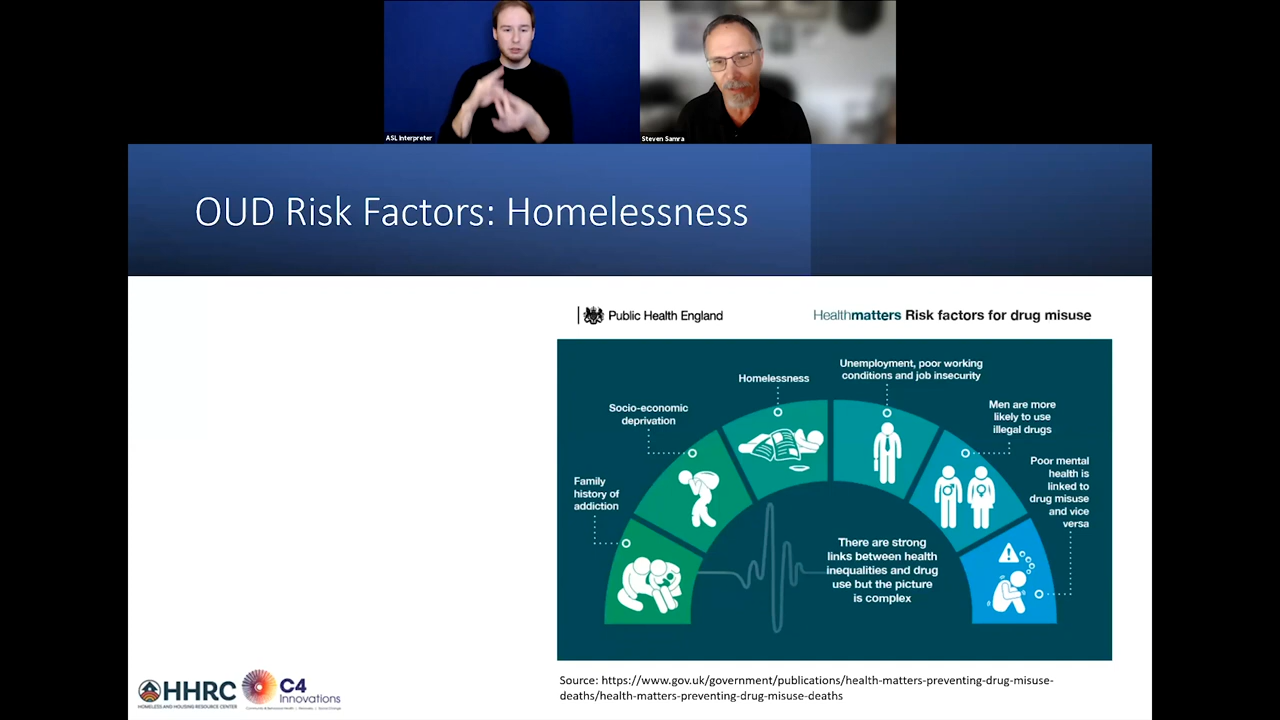 ASL Interpreter
Steven Samra
OUD Risk Factors: Homelessness
Public Health England
Healthmatters Risk factors for drug misuse
Family
history of
addiction
Socio-economic
deprivation
Homelessness
Unemployment, poor working
conditions and job insecurity
Men are more
likely to use
illegal drugs
Poor mental
health is
linked to
drug misuse
and vice
versa
There are strong
links between health
inequalities and drug
use but the picture
is complex
Source: https://www.gov.uk/government/publications/health-matters-preventing-drug-misuse-
deaths/health-matters-preventing-drug-misuse-deaths
HHRC
HOMELESS AND HOUSING RESOURCE CENTER
C4
Innovations